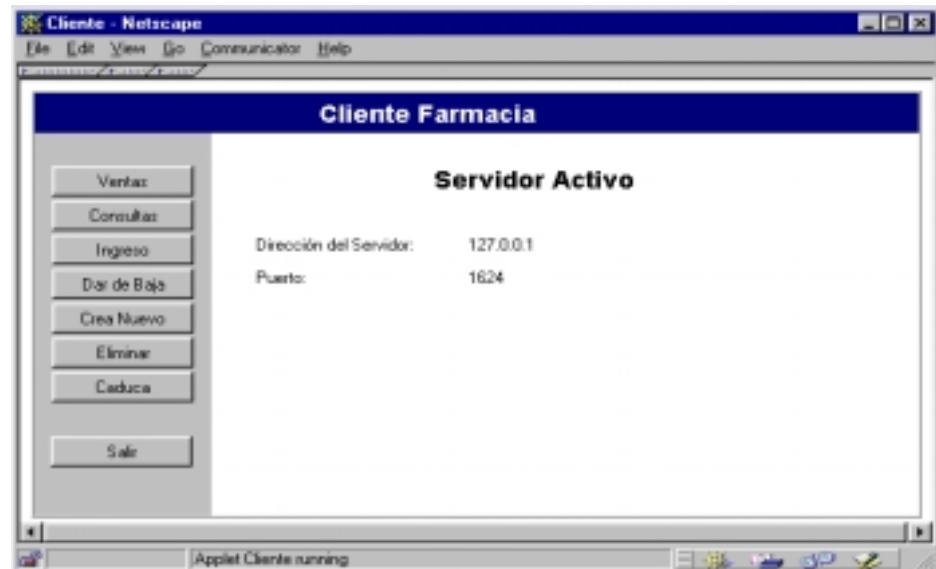 Cliente - Netscape
File Edit View Go Communicator Help
Cliente Farmacia
Servidor Activo
Ventas
Consultas
Ingreso
Dar de Baja
Crea Nuevo
Eliminar
Caduca
Salir
Dirección del Servidor: 127.0.0.1
Puerto: 1624
Applet Cliente running